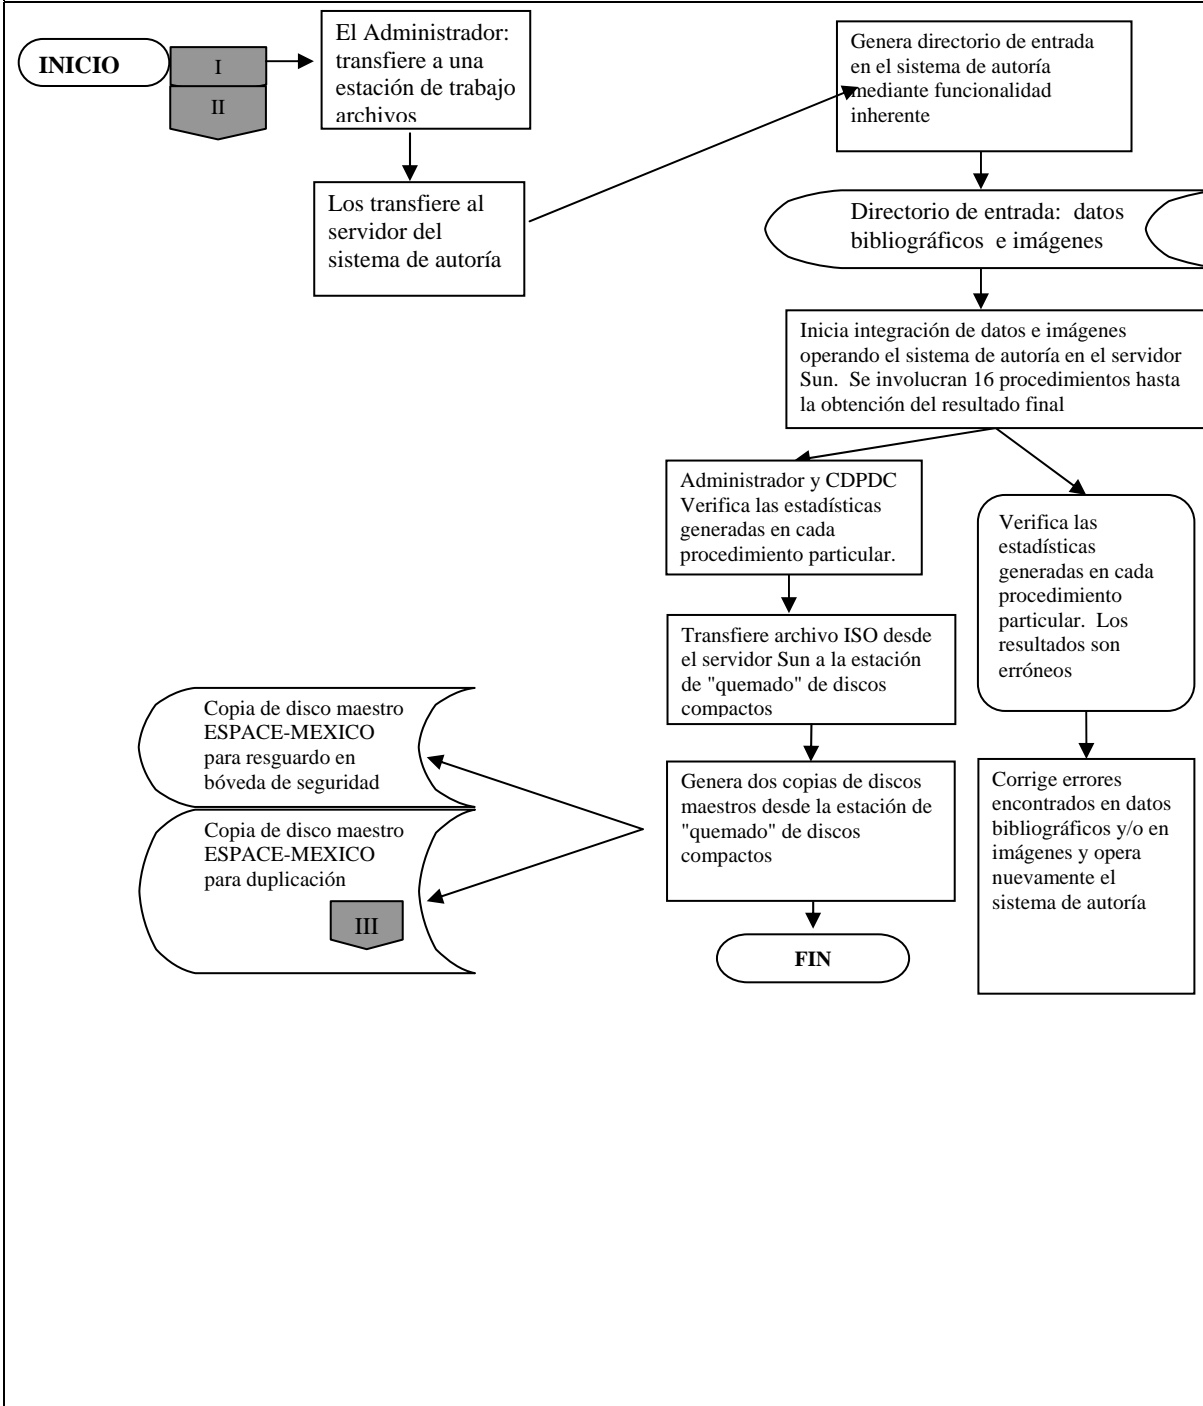 INICIO
I
II
El Administrador:
transfiere a una
estación de trabajo
archivos
Los transfiere al
servidor del
sistema de autoría
Genera directorio de entrada
en el sistema de autoría
mediante funcionalidad
inherente
Directorio de entrada:  datos
bibliográficos  e imágenes
Inicia integración de datos e imágenes
operando el sistema de autoría en el servidor
Sun.  Se involucran 16 procedimientos hasta
la obtención del resultado final
Administrador y CDPDC
Verifica las estadísticas
generadas en cada
procedimiento particular.
Verifica las
estadísticas
generadas en cada
procedimiento
particular.  Los
resultados son
erróneos
Transfiere archivo ISO desde
el servidor Sun a la estación
de "quemado" de discos
compactos
Copia de disco maestro
ESPACE-MEXICO
para resguardo en
bóveda de seguridad
Genera dos copias de discos
maestros desde la estación de
"quemado" de discos
compactos
Corrige errores
encontrados en datos
bibliográficos y/o en
imágenes y opera
nuevamente el
sistema de autoría
Copia de disco maestro
ESPACE-MEXICO
para duplicación
III
FIN